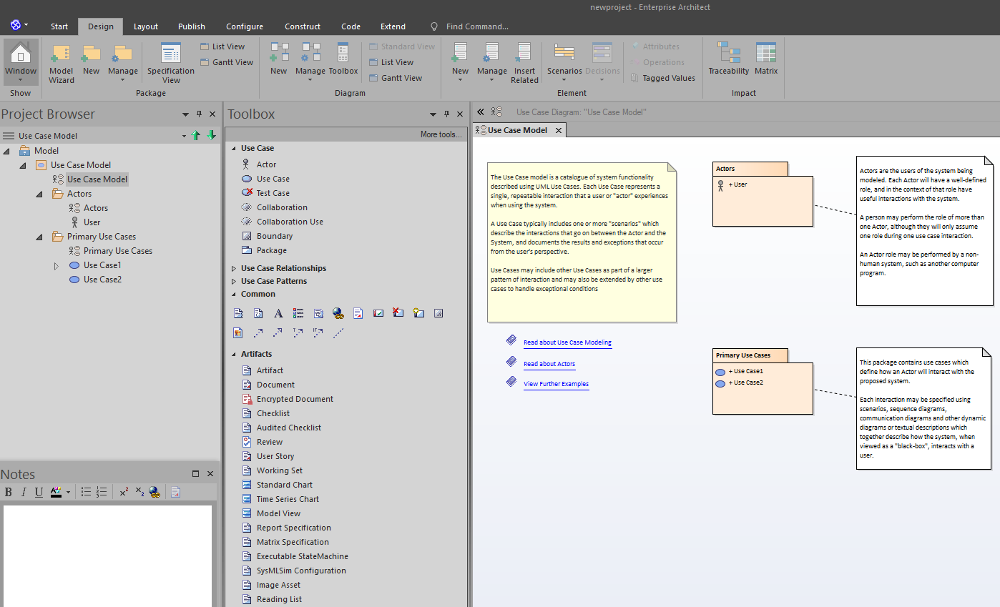 newproject - Enterprise Architect
Start Design Layout Publish Configure Construct Code Extend Find Command...
Window
Show
Model Wizard
New
Manage
Specification View
List View
Gantt View
Package
New
Manage
Toolbox
Standard View
List View
Gantt View
Diagram
New
Manage
Insert Related
Scenarios
Decisions
Attributes
Operations
Tagged Values
Element
Traceability
Matrix
Impact
Project Browser
Use Case Model
Model
Use Case Model
Use Case Model
Actors
Actors
User
Primary Use Cases
Primary Use Cases
Use Case1
Use Case2
Notes
B I U A x² x₂
Toolbox
More tools...
Use Case
Actor
Use Case
Test Case
Collaboration
Collaboration Use
Boundary
Package
Use Case Relationships
Use Case Patterns
Common
Artifacts
Artifact
Document
Encrypted Document
Checklist
Audited Checklist
Review
User Story
Working Set
Standard Chart
Time Series Chart
Model View
Report Specification
Matrix Specification
Executable StateMachine
SysMLSim Configuration
Image Asset
Reading List
Use Case Diagram: "Use Case Model"
Use Case Model
The Use Case model is a catalogue of system functionality
described using UML Use Cases. Each Use Case represents a
single, repeatable interaction that a user or "actor" experiences
when using the system.
A Use Case typically includes one or more "scenarios" which
describe the interactions that go on between the Actor and the
System, and documents the results and exceptions that occur
from the user's perspective.
Use Cases may include other Use Cases as part of a larger
pattern of interaction and may also be extended by other use
cases to handle exceptional conditions
Read about Use Case Modeling
Read about Actors
View Further Examples
Actors
+ User
Actors are the users of the system being
modeled. Each Actor will have a well-defined
role, and in the context of that role have
useful interactions with the system.
A person may perform the role of more than
one Actor, although they will only assume
one role during one use case interaction.
An Actor role may be performed by a non-
human system, such as another computer
program.
Primary Use Cases
+ Use Case1
+ Use Case2
This package contains use cases which
define how an Actor will interact with the
proposed system.
Each interaction may be specified using
scenarios, sequence diagrams,
communication diagrams and other dynamic
diagrams or textual descriptions which
together describe how the system, when
viewed as a "black-box", interacts with a
user.